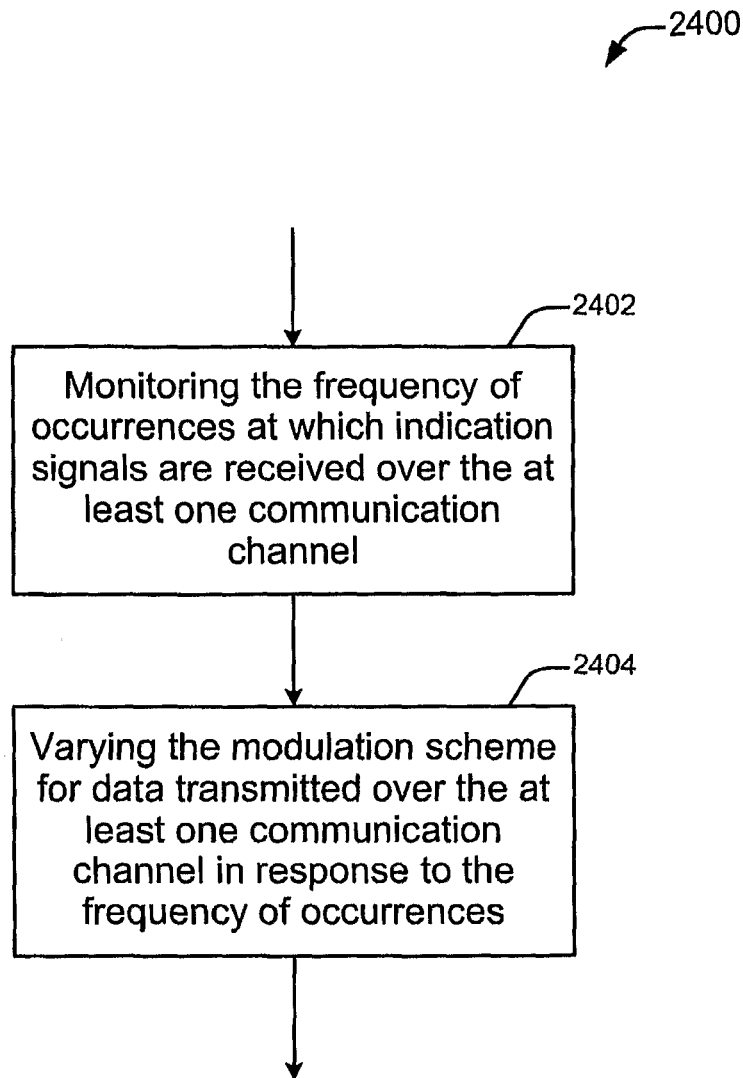 2400
2402
Monitoring the frequency of
occurrences at which indication
signals are received over the at
least one communication
channel
2404
Varying the modulation scheme
for data transmitted over the at
least one communication
channel in response to the
frequency of occurrences